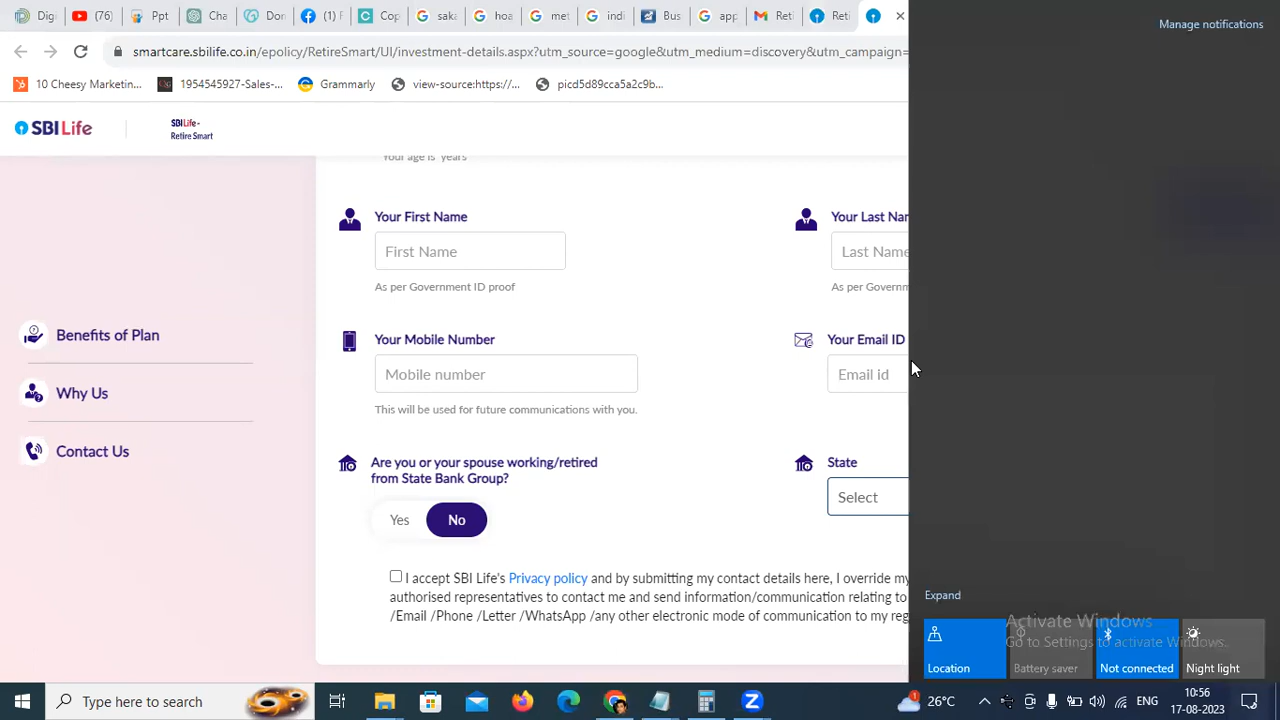 Dig
(76)
Ppt
Cha
Dor
(1) F
Cop
saka
hou
met
indi
Bus
app
Reti
Ret
Manage notifications
smartcare.sbilife.co.in/epolicy/RetireSmart/UI/investment-details.aspx?utm_source=google&utm_medium=discovery&utm_campaign=
10 Cheesy Marketin...
1954545927-Sales-...
Grammarly
view-source:https://...
picd5d89cca5a2c9b...
SBI Life
SBI Life -
Retire Smart
Your age is years
Your First Name
Your Last Nam
First Name
Last Name
As per Government ID proof
As per Governm
Benefits of Plan
Your Mobile Number
Your Email ID
Mobile number
Email id
Why Us
This will be used for future communications with you.
Contact Us
Are you or your spouse working/retired
from State Bank Group?
State
Select
Yes
No
I accept SBI Life's Privacy policy and by submitting my contact details here, I override my
authorised representatives to contact me and send information/communication relating to
/Email /Phone /Letter /WhatsApp /any other electronic mode of communication to my reg
Expand
Activate Windows
Go to Settings to activate Windows.
Location
Battery saver
Not connected
Night light
Type here to search
26°C
ENG
10:56
17-08-2023